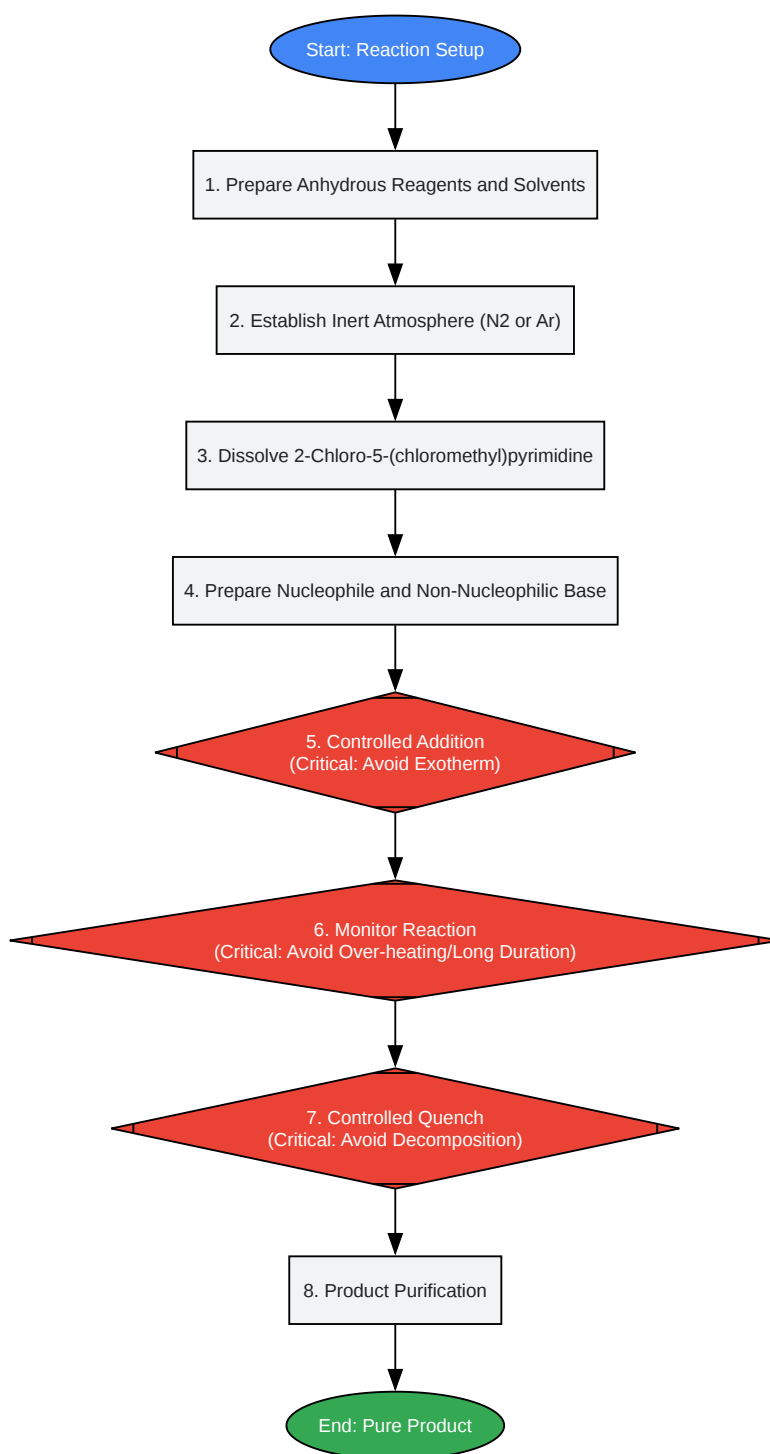 Start: Reaction Setup
1. Prepare Anhydrous Reagents and Solvents
2. Establish Inert Atmosphere (N2 or Ar)
3. Dissolve 2-Chloro-5-(chloromethyl)pyrimidine
4. Prepare Nucleophile and Non-Nucleophilic Base
5. Controlled Addition
(Critical: Avoid Exotherm)
6. Monitor Reaction
(Critical: Avoid Over-heating/Long Duration)
7. Controlled Quench
(Critical: Avoid Decomposition)
8. Product Purification
End: Pure Product